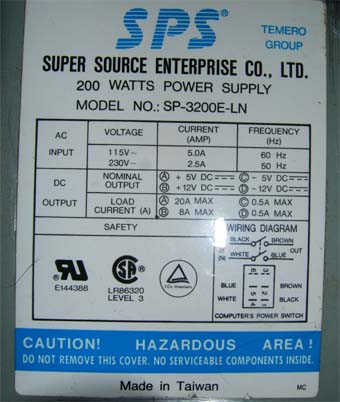 SPS®
TEMERO
GROUP
SUPER SOURCE ENTERPRISE CO., LTD.
200 WATTS POWER SUPPLY
MODEL NO.: SP-3200E-LN
AC INPUT VOLTAGE CURRENT (AMP) FREQUENCY (Hz)
115V~ 5.0A 60 Hz
230V~ 2.5A 50 Hz
DC OUTPUT NOMINAL OUTPUT Ⓐ + 5V DC Ⓒ - 5V DC
Ⓑ +12V DC Ⓓ -12V DC
LOAD CURRENT (A) Ⓐ 20A MAX Ⓒ 0.5A MAX
Ⓑ 8A MAX Ⓓ 0.5A MAX
SAFETY WIRING DIAGRAM
BLACK BROWN
IN OUT
(N) WHITE BLUE
BLUE BROWN
WHITE BLACK
COMPUTER'S POWER SWITCH
E144388
LR86320
LEVEL 3
CAUTION! HAZARDOUS AREA!
DO NOT REMOVE THIS COVER. NO SERVICEABLE COMPONENTS INSIDE.
Made in Taiwan
MC